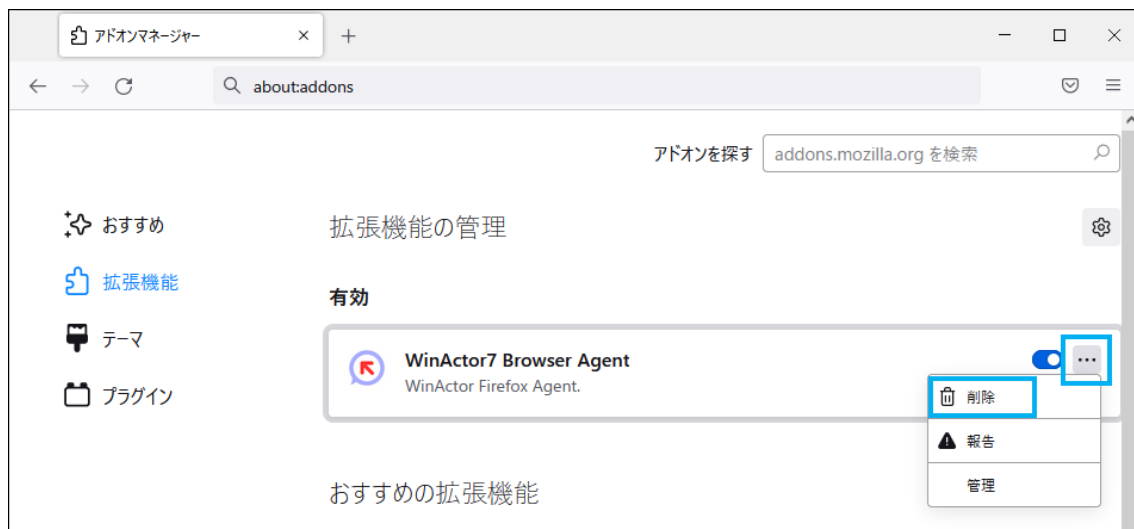 アドオンマネージャー
about:addons
アドオンを探す addons.mozilla.org を検索
おすすめ
拡張機能
テーマ
プラグイン
拡張機能の管理
有効
WinActor7 Browser Agent
WinActor Firefox Agent.
削除
報告
管理
おすすめの拡張機能